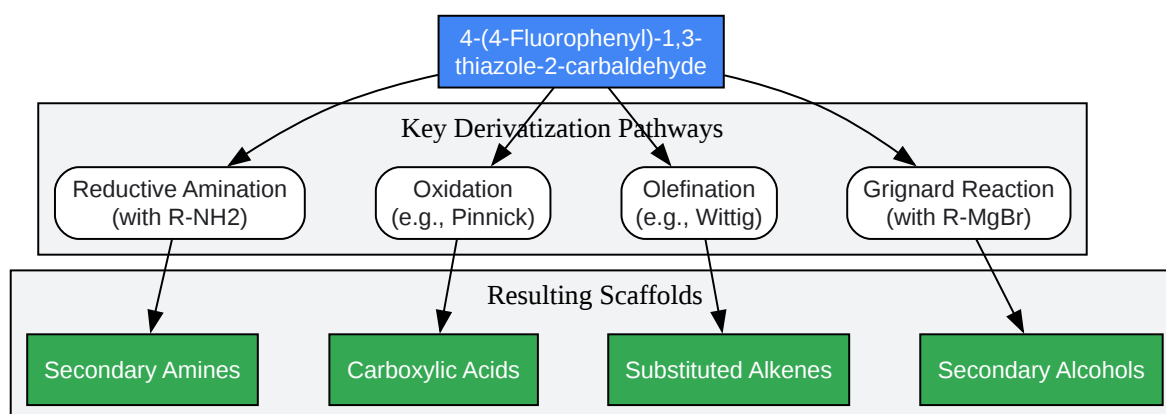 4-(4-Fluorophenyl)-1,3-
thiazole-2-carbaldehyde
Key Derivatization Pathways
Reductive Amination
(with R-NH2)
Oxidation
(e.g., Pinnick)
Olefination
(e.g., Wittig)
Grignard Reaction
(with R-MgBr)
Resulting Scaffolds
Secondary Amines
Carboxylic Acids
Substituted Alkenes
Secondary Alcohols